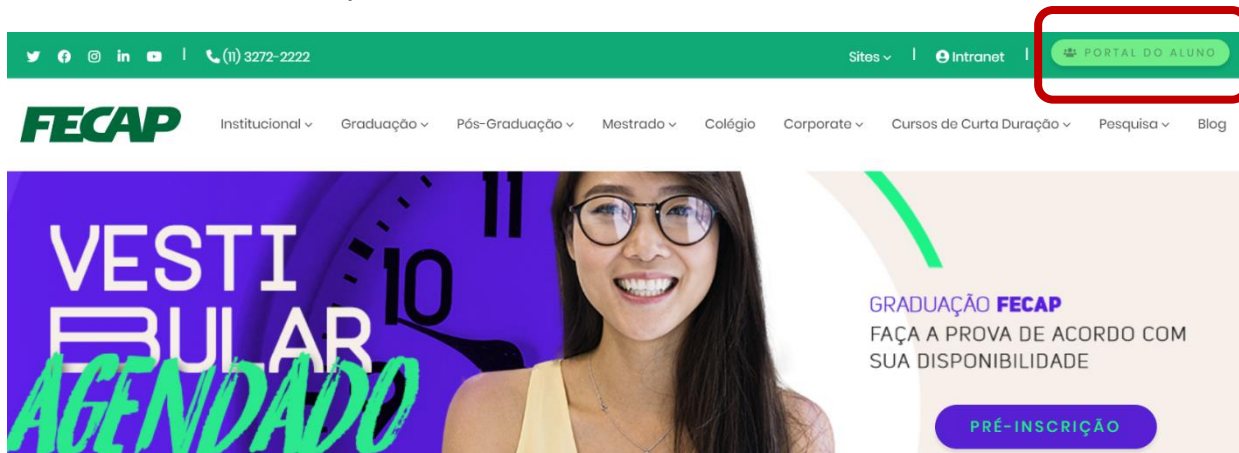 (11) 3272-2222 Sites Intranet PORTAL DO ALUNO
FECAP Institucional Graduação Pós-Graduação Mestrado Colégio Corporate Cursos de Curta Duração Pesquisa Blog
11
10
VESTI
BULAR
AGENDADO
GRADUAÇÃO FECAP
FAÇA A PROVA DE ACORDO COM
SUA DISPONIBILIDADE
PRÉ-INSCRIÇÃO